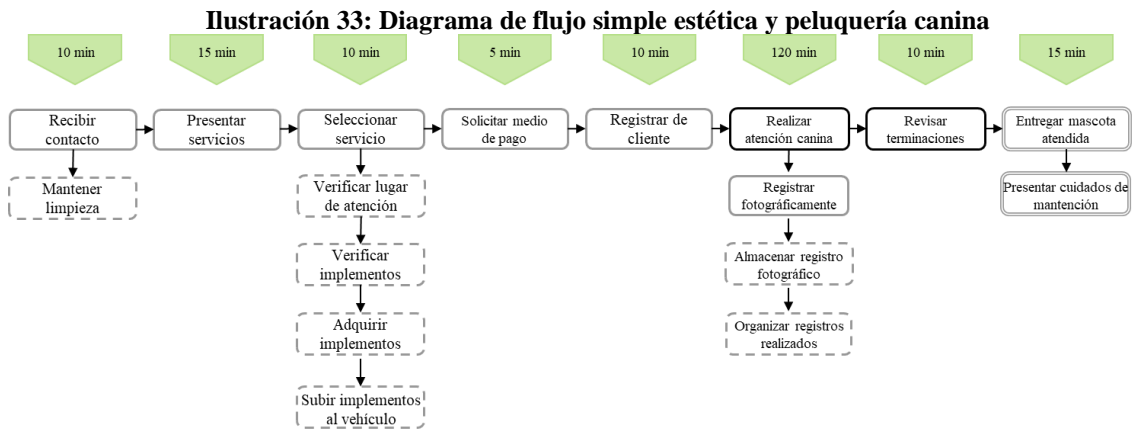 Ilustración 33: Diagrama de flujo simple estética y peluquería canina
10 min
15 min
10 min
5 min
10 min
120 min
10 min
15 min
Recibir
contacto
Presentar
servicios
Seleccionar
servicio
Solicitar medio
de pago
Registrar de
cliente
Realizar
atención canina
Revisar
terminaciones
Entregar mascota
atendida
Mantener
limpieza
Verificar lugar
de atención
Registrar
fotográficamente
Presentar cuidados de
mantención
Verificar
implementos
Almacenar registro
fotográfico
Adquirir
implementos
Organizar registros
realizados
Subir implementos
al vehículo